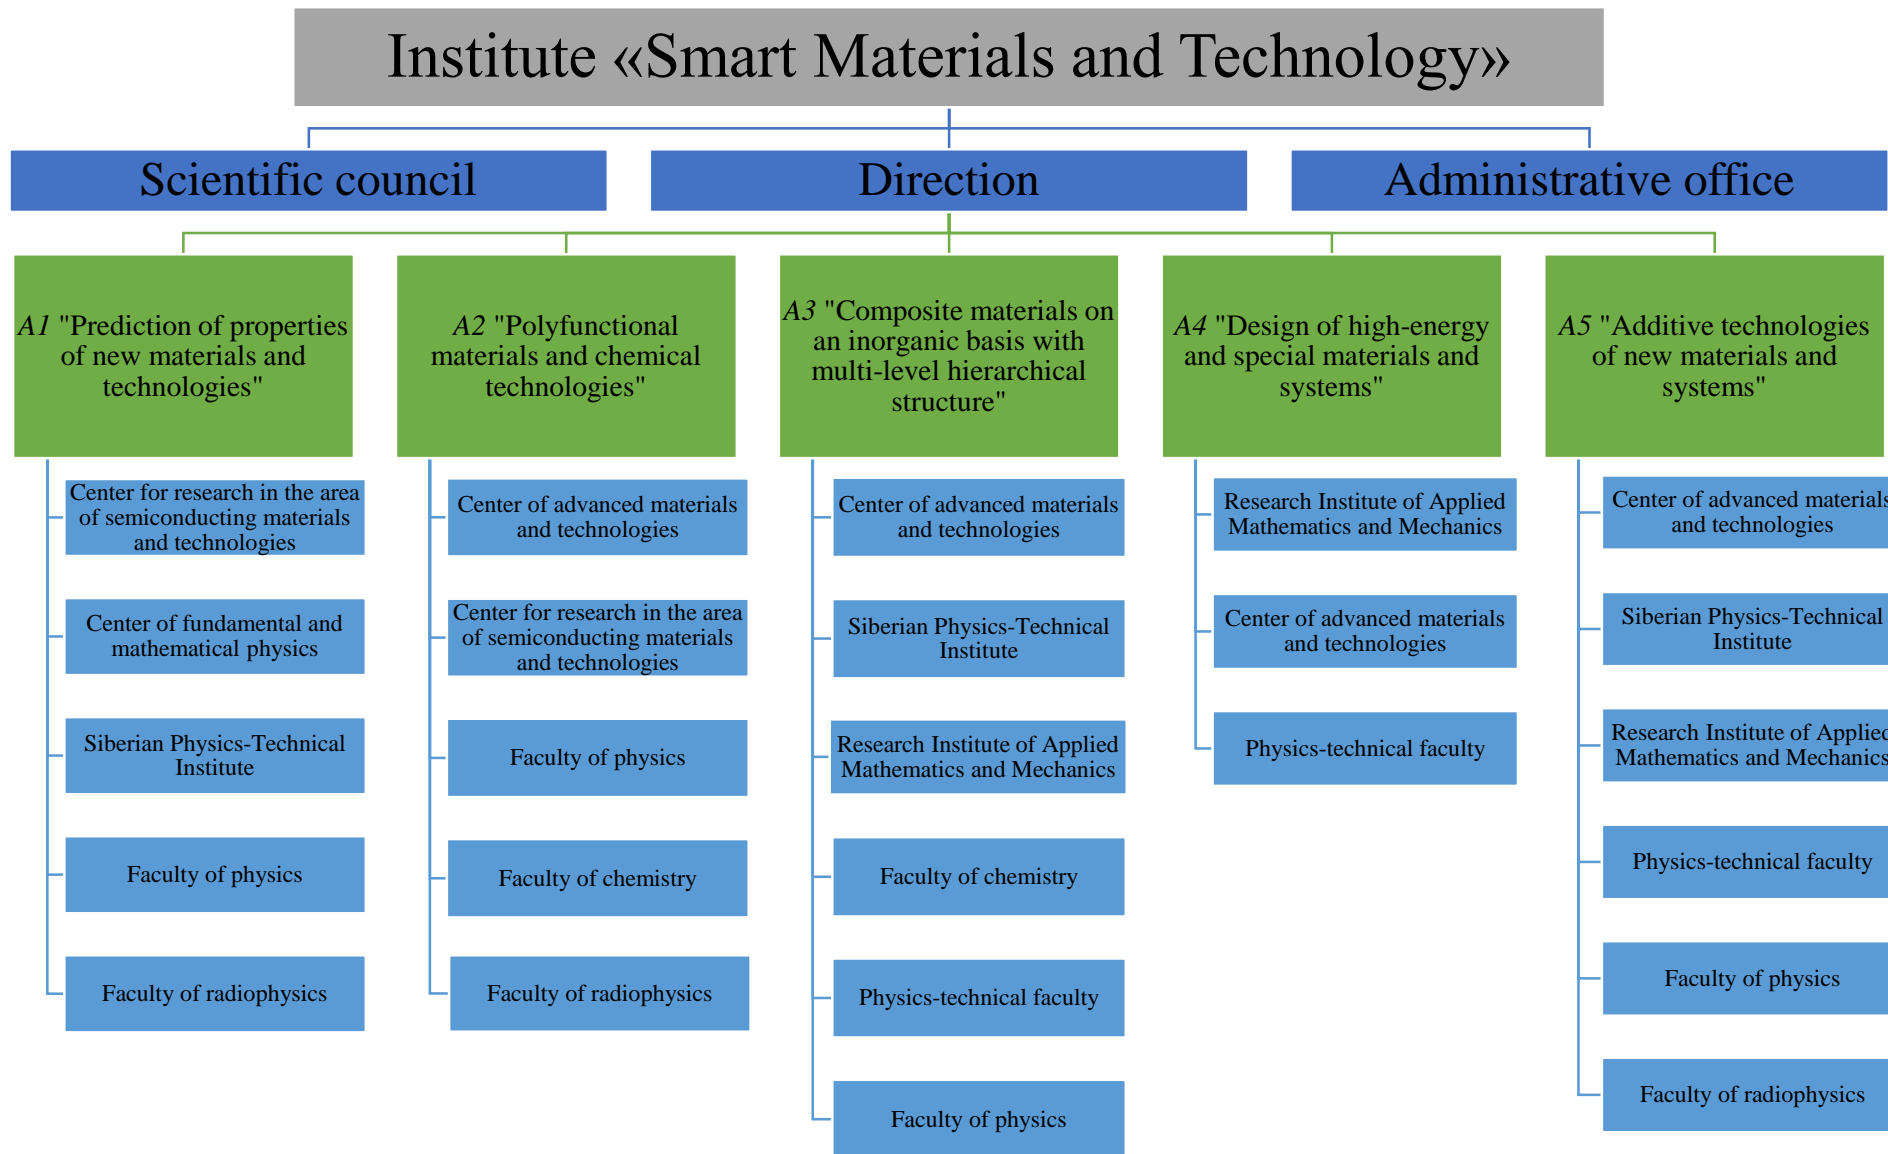 Institute «Smart Materials and Technology»
Scientific council
Direction
Administrative office
A1 "Prediction of properties
of new materials and
technologies"
Center for research in the area
of semiconducting materials
and technologies
Center of fundamental and
mathematical physics
Siberian Physics-Technical
Institute
Faculty of physics
Faculty of radiophysics
A2 "Polyfunctional
materials and chemical
technologies"
Center of advanced materials
and technologies
Center for research in the area
of semiconducting materials
and technologies
Faculty of physics
Faculty of chemistry
Faculty of radiophysics
A3 "Composite materials on
an inorganic basis with
multi-level hierarchical
structure"
Center of advanced materials
and technologies
Siberian Physics-Technical
Institute
Research Institute of Applied
Mathematics and Mechanics
Faculty of chemistry
Physics-technical faculty
Faculty of physics
A4 "Design of high-energy
and special materials and
systems"
Research Institute of Applied
Mathematics and Mechanics
Center of advanced materials
and technologies
Physics-technical faculty
A5 "Additive technologies
of new materials and
systems"
Center of advanced materials
and technologies
Siberian Physics-Technical
Institute
Research Institute of Applied
Mathematics and Mechanics
Physics-technical faculty
Faculty of physics
Faculty of radiophysics